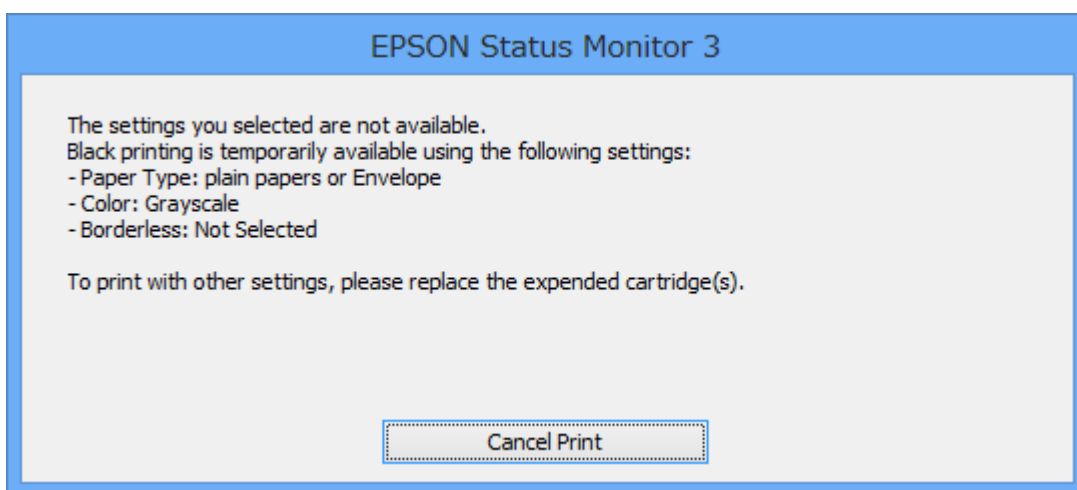 EPSON Status Monitor 3
The settings you selected are not available.
Black printing is temporarily available using the following settings:
- Paper Type: plain papers or Envelope
- Color: Grayscale
- Borderless: Not Selected
To print with other settings, please replace the expended cartridge(s).
Cancel Print